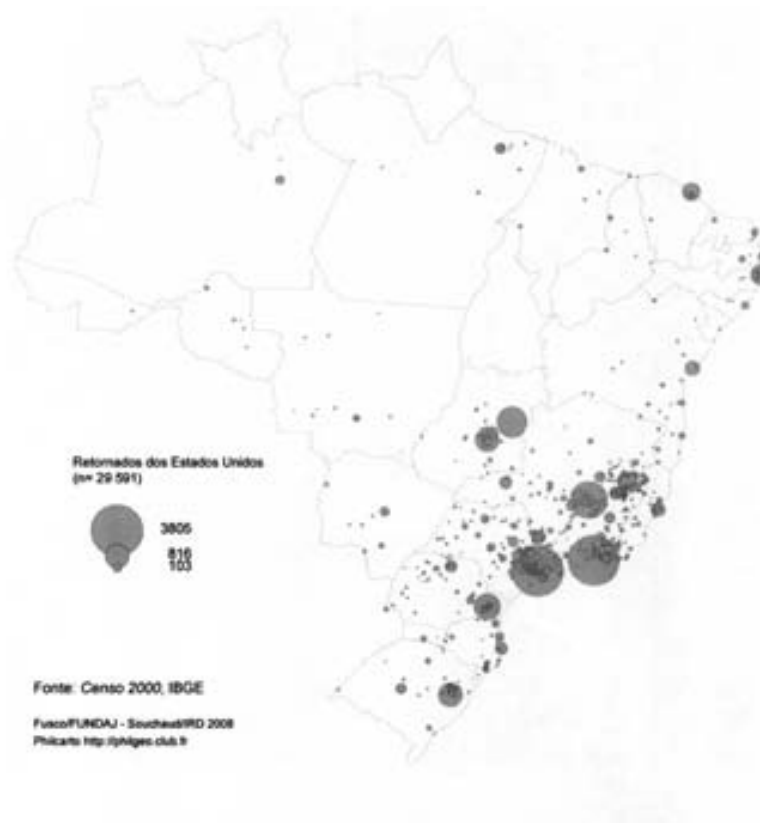 Retornados dos Estados Unidos
(n= 29 591)
3805
816
103
Fonte: Censo 2000, IBGE
Fusco/FUNDAJ - Souchaud/IRD 2008
Philcarto http://philgeo.club.fr